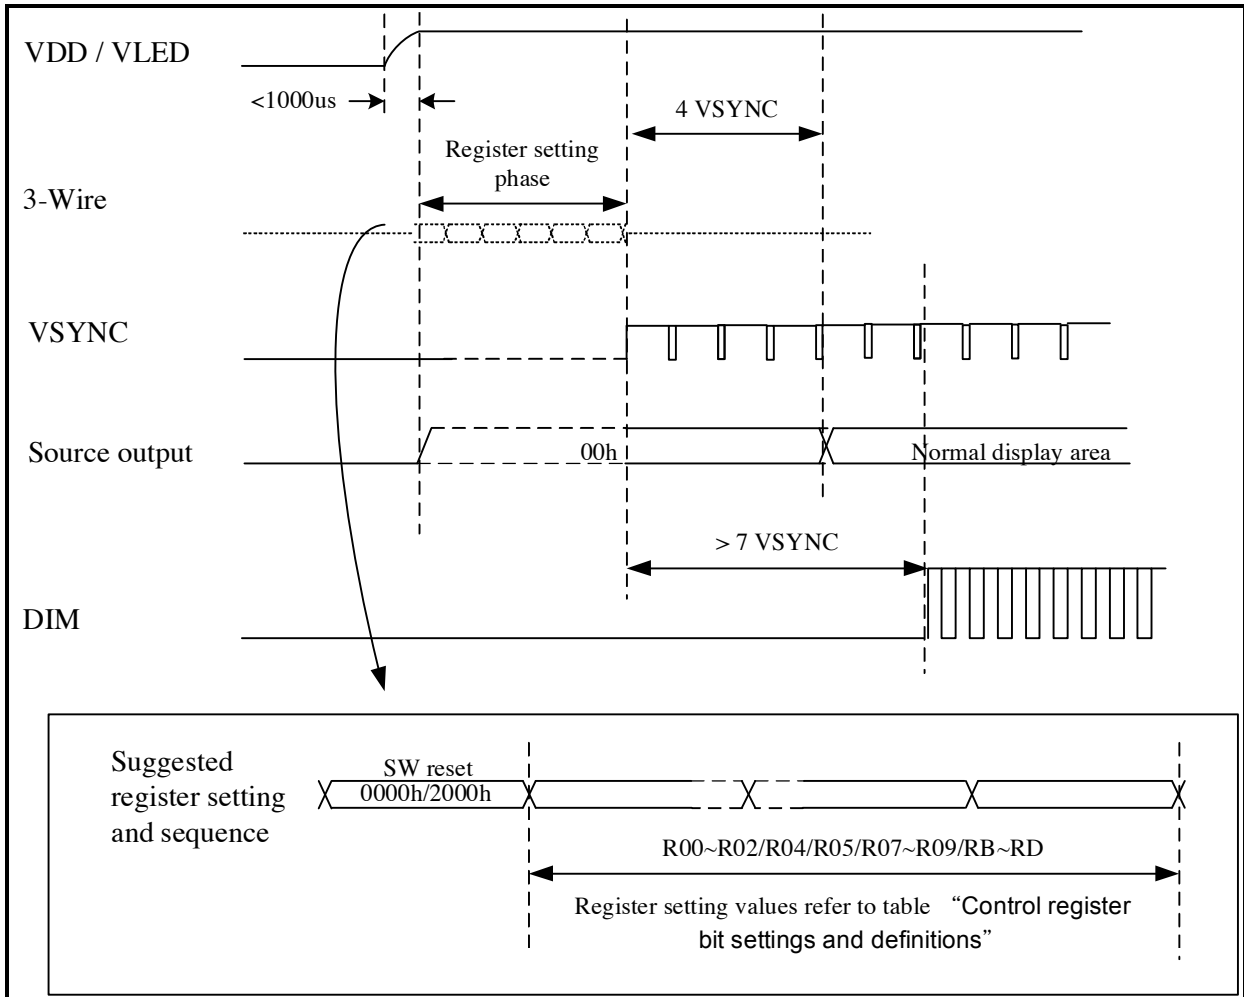 VDD / VLED
<1000us
4 VSYNC
Register setting
phase
3-Wire
VSYNC
Source output
00h
Normal display area
> 7 VSYNC
DIM
Suggested
register setting
and sequence
SW reset
0000h/2000h
R00~R02/R04/R05/R07~R09/RB~RD
Register setting values refer to table “Control register
bit settings and definitions”